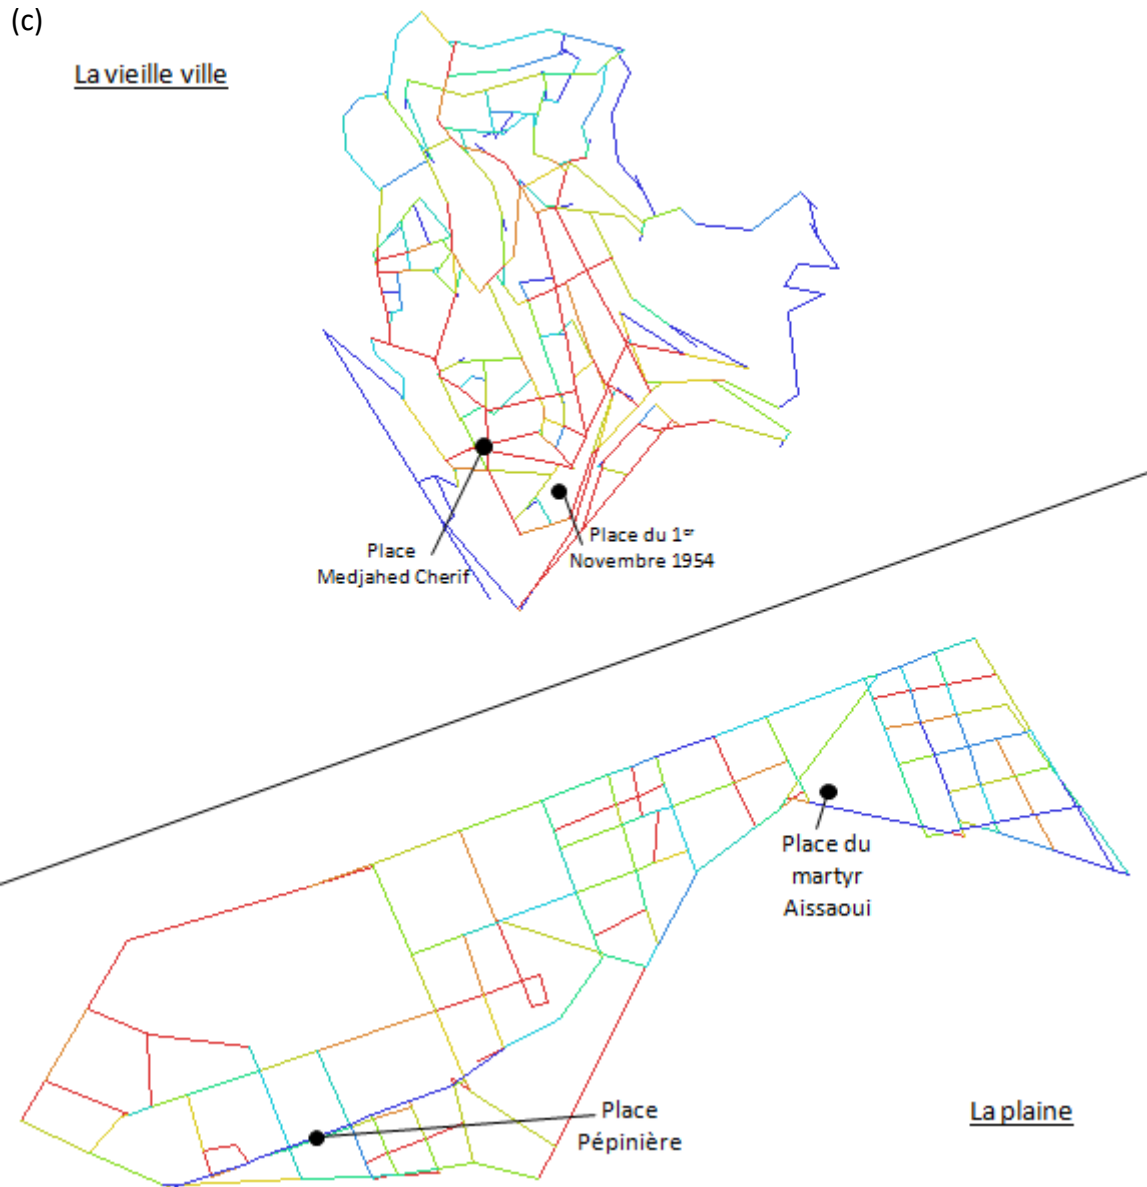 (c)
La vieille ville
Place
Medjahed Cherif
Place du 1er
Novembre 1954
Place du
martyr
Aissaoui
Place
Pépinière
La plaine